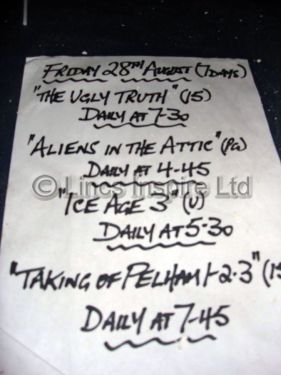 FRIDAY 28TH AUGUST (7 DAYS)
"THE UGLY TRUTH" (15)
DAILY AT 7-30
"ALIENS IN THE ATTIC" (PG)
DAILY AT 4-45
© Lincs Inspire Ltd
"ICE AGE 3" (U)
DAILY AT 5-30
"TAKING OF PELHAM 1-2-3" (15
DAILY AT 7-45